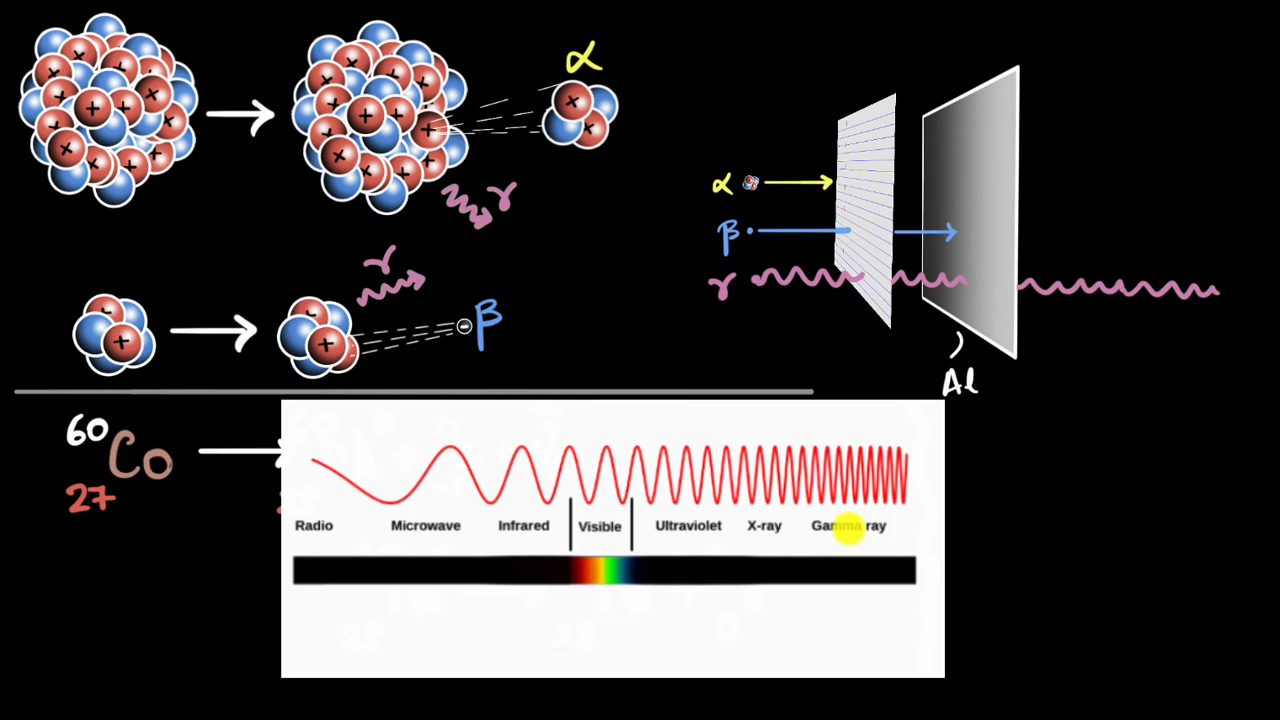 α
γ
γ
β
α
β
γ
Al
60
Co
27
Radio Microwave Infrared Visible Ultraviolet X-ray Gamma ray